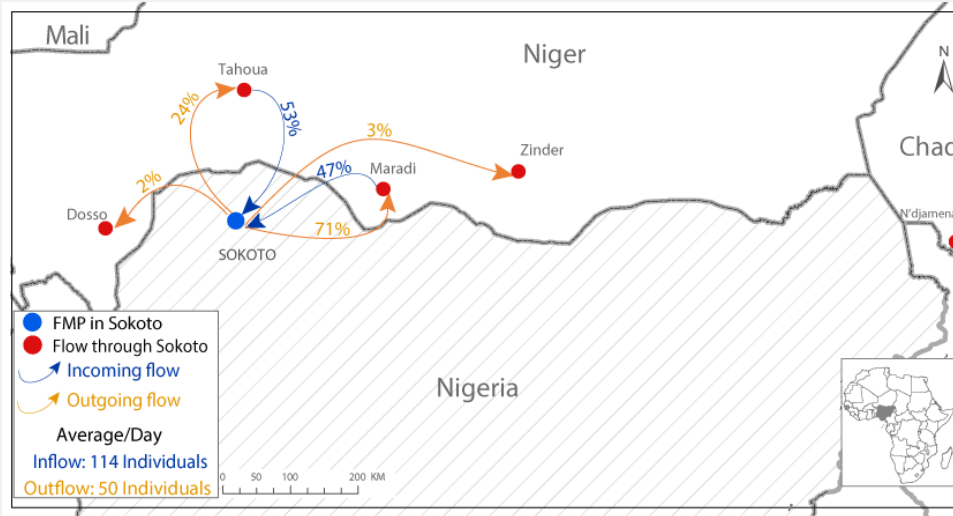 Mali
Niger
N
Tahoua
24%
53%
3%
Zinder
Chad
47%
Maradi
2%
Dosso
71%
N'djamena
SOKOTO
FMP in Sokoto
Flow through Sokoto
Incoming flow
Outgoing flow
Average/Day
Inflow: 114 Individuals
Outflow: 50 Individuals
Nigeria
0 50 100 200 KM